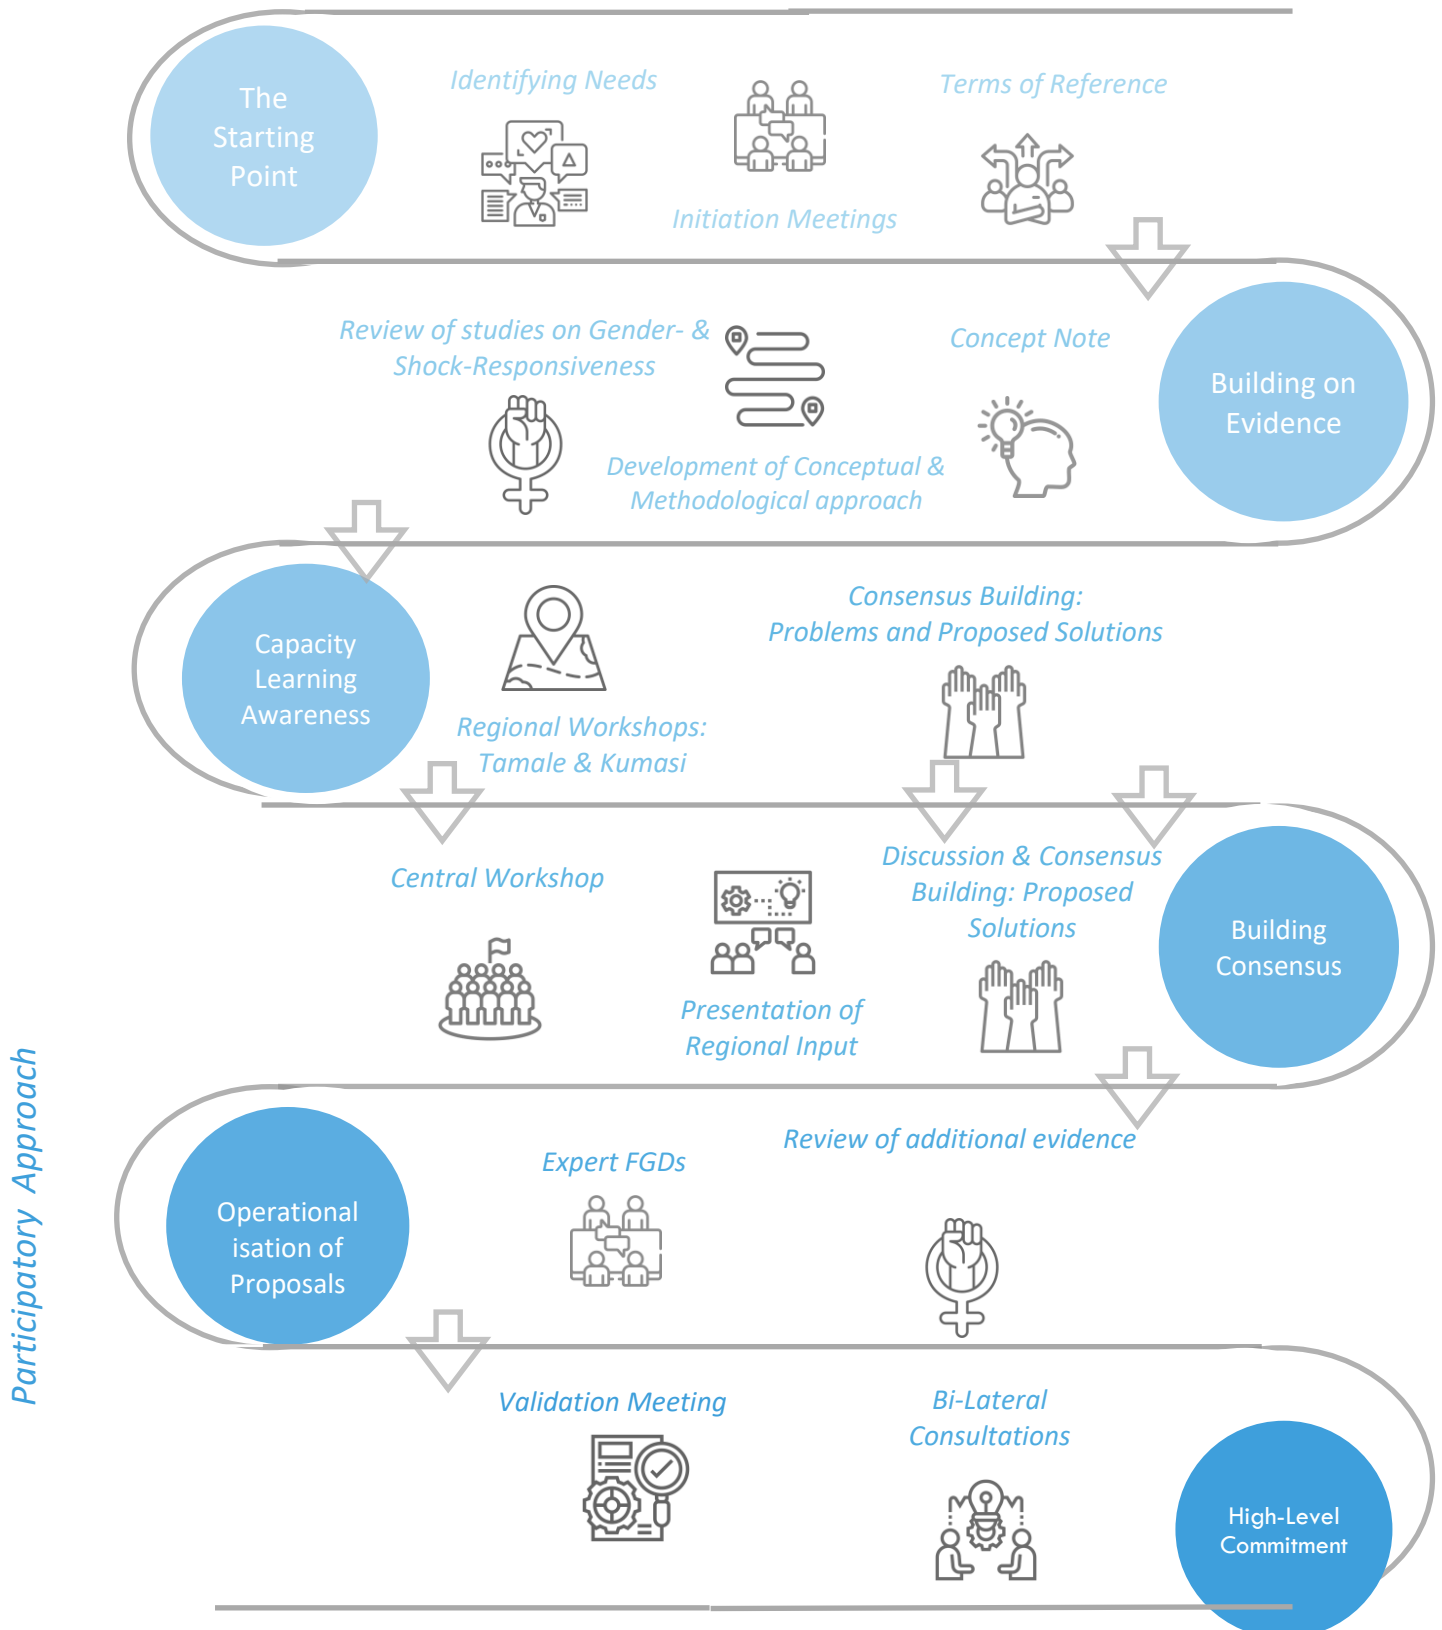 The
Starting
Point
Identifying Needs
Initiation Meetings
Terms of Reference
Review of studies on Gender- &
Shock-Responsiveness
Development of Conceptual &
Methodological approach
Concept Note
Building on
Evidence
Capacity
Learning
Awareness
Regional Workshops:
Tamale & Kumasi
Consensus Building:
Problems and Proposed Solutions
Central Workshop
Presentation of
Regional Input
Discussion & Consensus
Building: Proposed
Solutions
Building
Consensus
Participatory Approach
Operational
isation of
Proposals
Expert FGDs
Review of additional evidence
Validation Meeting
Bi-Lateral
Consultations
High-Level
Commitment